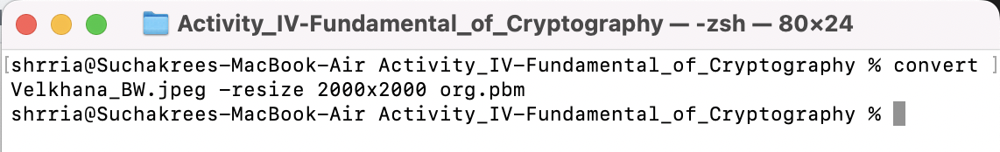 Activity_IV-Fundamental_of_Cryptography — -zsh — 80×24
[shrria@Suchakrees-MacBook-Air Activity_IV-Fundamental_of_Cryptography % convert ]
Velkhana_BW.jpeg -resize 2000x2000 org.pbm
shrria@Suchakrees-MacBook-Air Activity_IV-Fundamental_of_Cryptography %